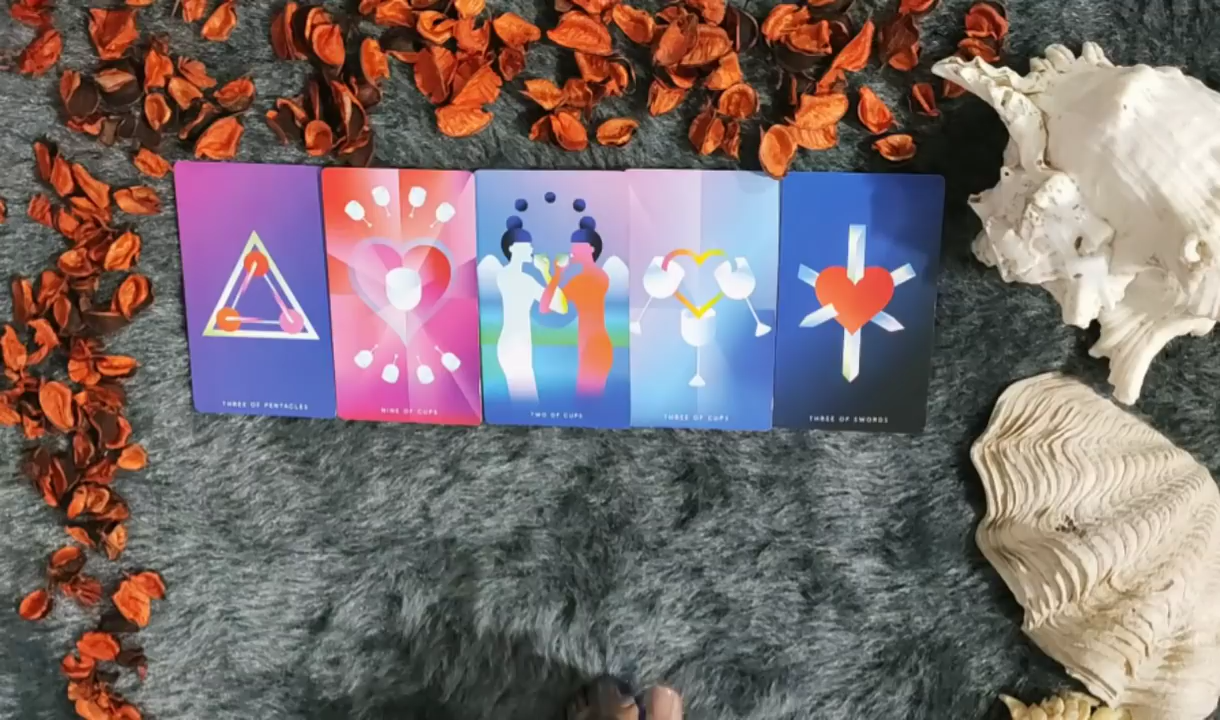 THREE OF PENTACLES
NINE OF CUPS
TWO OF CUPS
THREE OF CUPS
THREE OF SWORDS